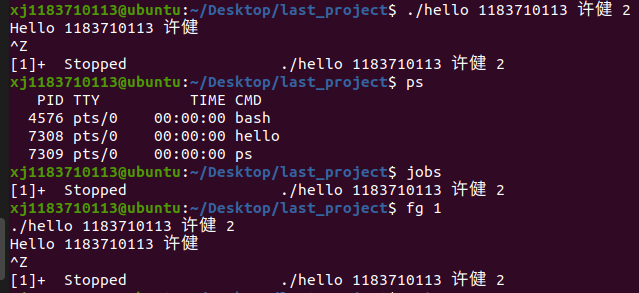 xj1183710113@ubuntu:~/Desktop/last_project$ ./hello 1183710113 许健 2
Hello 1183710113 许健
^Z
[1]+  Stopped                 ./hello 1183710113 许健 2
xj1183710113@ubuntu:~/Desktop/last_project$ ps
    PID TTY          TIME CMD
   4576 pts/0    00:00:00 bash
   7308 pts/0    00:00:00 hello
   7309 pts/0    00:00:00 ps
xj1183710113@ubuntu:~/Desktop/last_project$ jobs
[1]+  Stopped                 ./hello 1183710113 许健 2
xj1183710113@ubuntu:~/Desktop/last_project$ fg 1
./hello 1183710113 许健 2
Hello 1183710113 许健
^Z
[1]+  Stopped                 ./hello 1183710113 许健 2